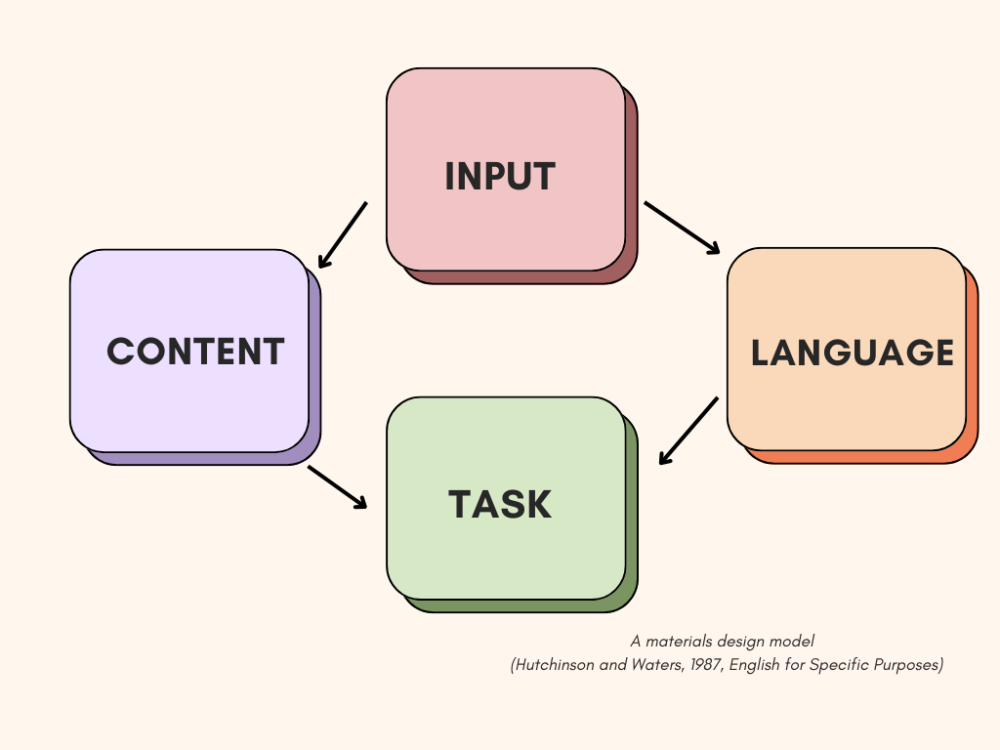 INPUT
CONTENT
LANGUAGE
TASK
A materials design model
(Hutchinson and Waters, 1987, English for Specific Purposes)